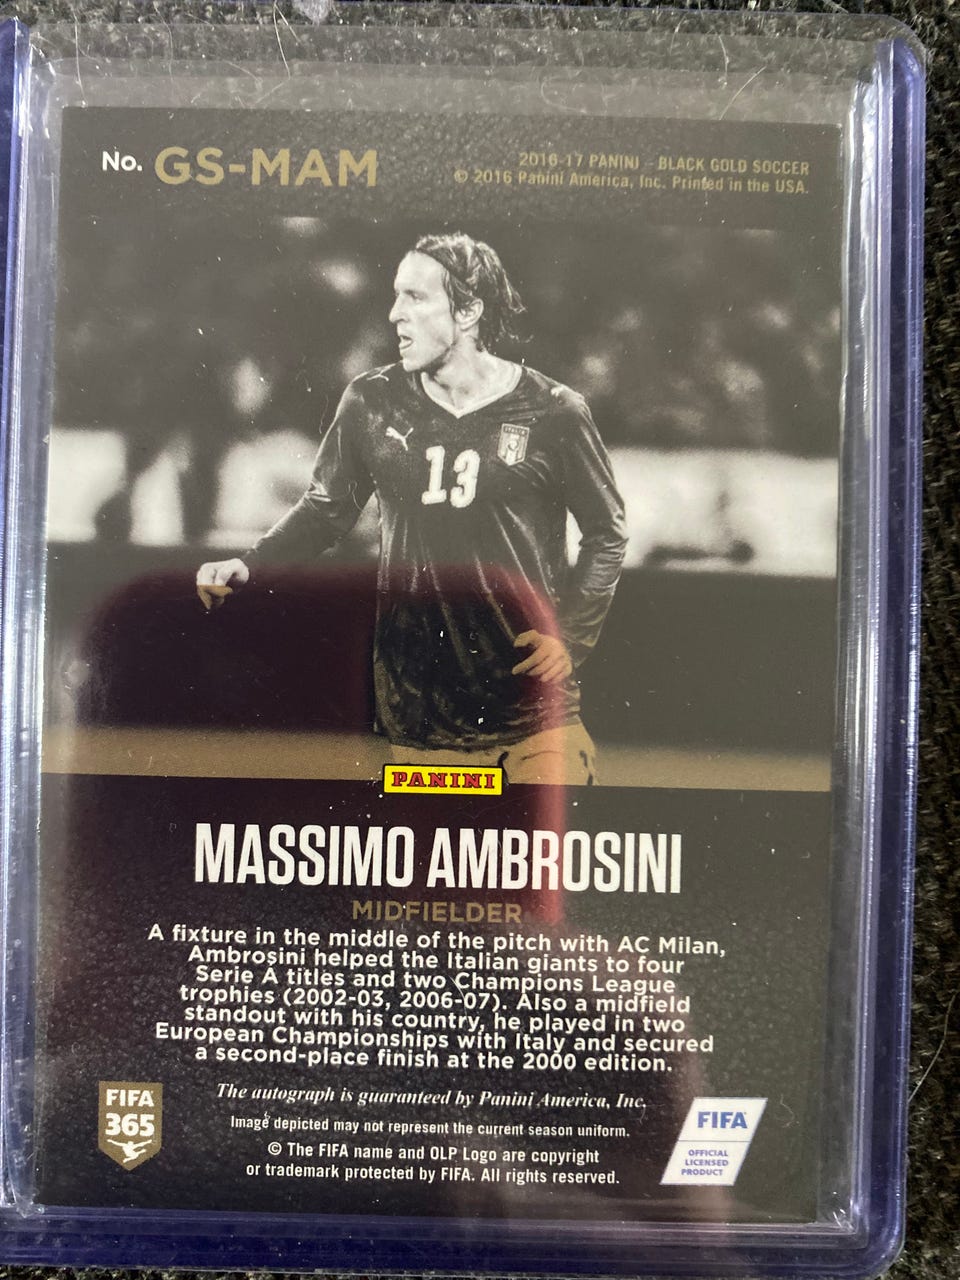 No. GS-MAM
2016-17 PANINI - BLACK GOLD SOCCER
© 2016 Panini America, Inc. Printed in the USA.
ITALIA
13
PANINI
MASSIMO AMBROSINI
MIDFIELDER
A fixture in the middle of the pitch with AC Milan,
Ambrosini helped the Italian giants to four
Serie A titles and two Champions League
trophies (2002-03, 2006-07). Also a midfield
standout with his country, he played in two
European Championships with Italy and secured
a second-place finish at the 2000 edition.
The autograph is guaranteed by Panini America, Inc.
Image depicted may not represent the current season uniform.
© The FIFA name and OLP Logo are copyright
or trademark protected by FIFA. All rights reserved.
FIFA
365
FIFA
OFFICIAL
LICENSED
PRODUCT